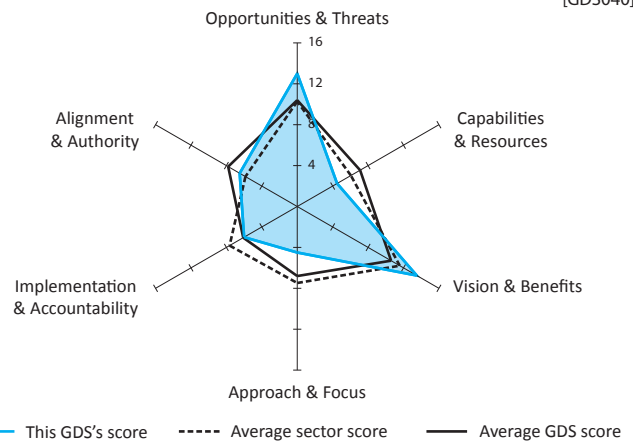 [GDS040]
Opportunities & Threats
16
12
8
4
Alignment
& Authority
Capabilities
& Resources
Implementation
& Accountability
Vision & Benefits
Approach & Focus
This GDS's score
Average sector score
Average GDS score